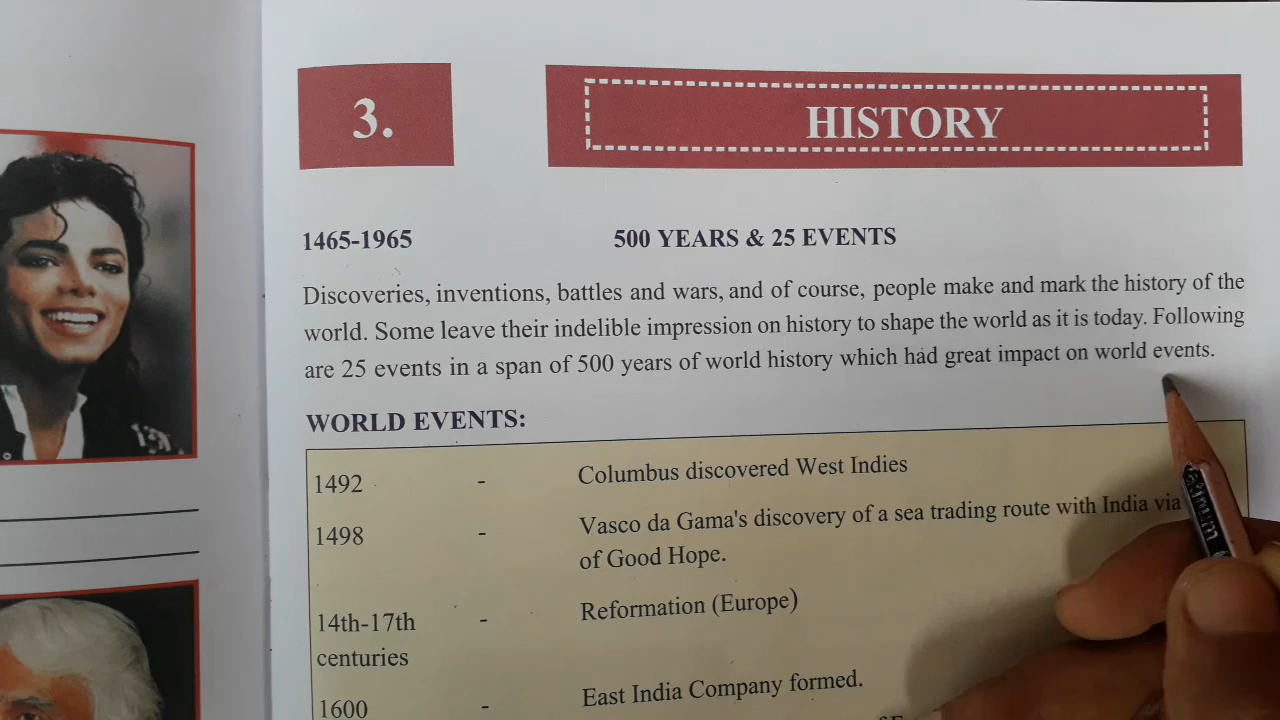 3.
HISTORY
1465-1965 500 YEARS & 25 EVENTS
Discoveries, inventions, battles and wars, and of course, people make and mark the history of the
world. Some leave their indelible impression on history to shape the world as it is today. Following
are 25 events in a span of 500 years of world history which had great impact on world events.
WORLD EVENTS:
1492 - Columbus discovered West Indies
1498 - Vasco da Gama's discovery of a sea trading route with India via
of Good Hope.
14th-17th - Reformation (Europe)
centuries
1600 - East India Company formed.